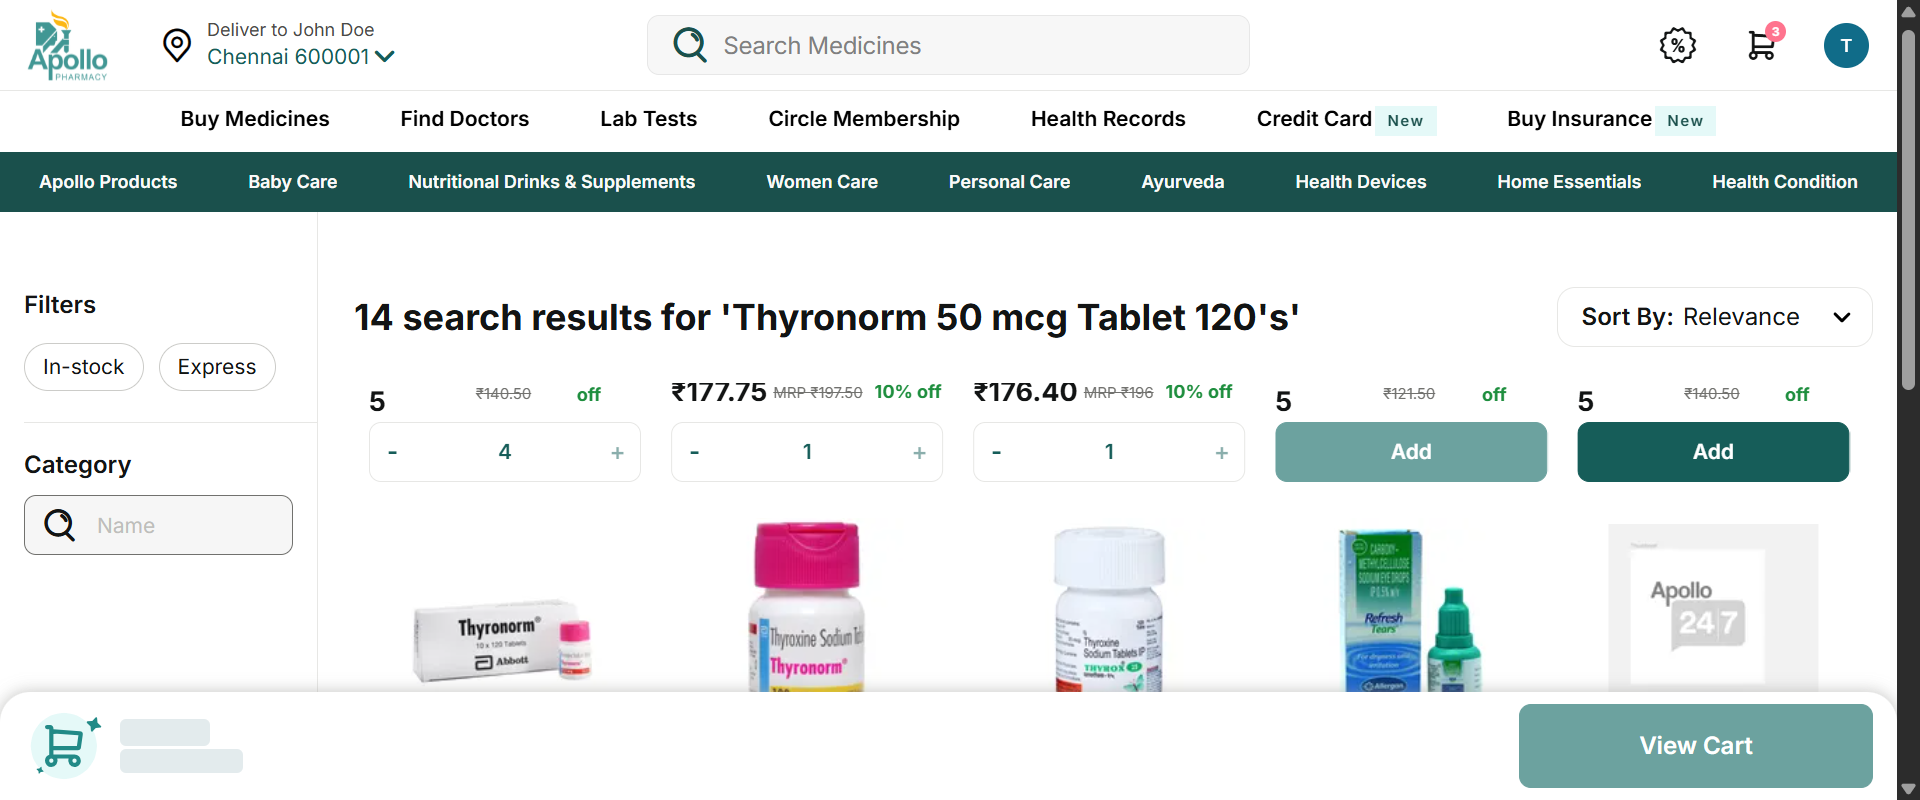 Apollo
PHARMACY
Deliver to John Doe
Chennai 600001
Search Medicines
%
3
T
Buy Medicines
Find Doctors
Lab Tests
Circle Membership
Health Records
Credit Card New
Buy Insurance New
Apollo Products
Baby Care
Nutritional Drinks & Supplements
Women Care
Personal Care
Ayurveda
Health Devices
Home Essentials
Health Condition
Filters
In-stock
Express
Category
Name
14 search results for 'Thyronorm 50 mcg Tablet 120's'
Sort By: Relevance
5 ₹140.50 off
- 4 +
₹177.75 MRP ₹197.50 10% off
- 1 +
₹176.40 MRP ₹196 10% off
- 1 +
5 ₹121.50 off
Add
5 ₹140.50 off
Add
Thyronorm®
10 x 120 Tablets
Abbott
Thyroxine Sodium Ta
Thyronorm®
Thyroxine
Sodium Tablets IP
THYROX
CARBOXY-
METHYLCELLULOSE
SODIUM EYE DROPS
IP 0.5% w/v
Refresh
Tears
Allergan
Apollo
24|7
View Cart